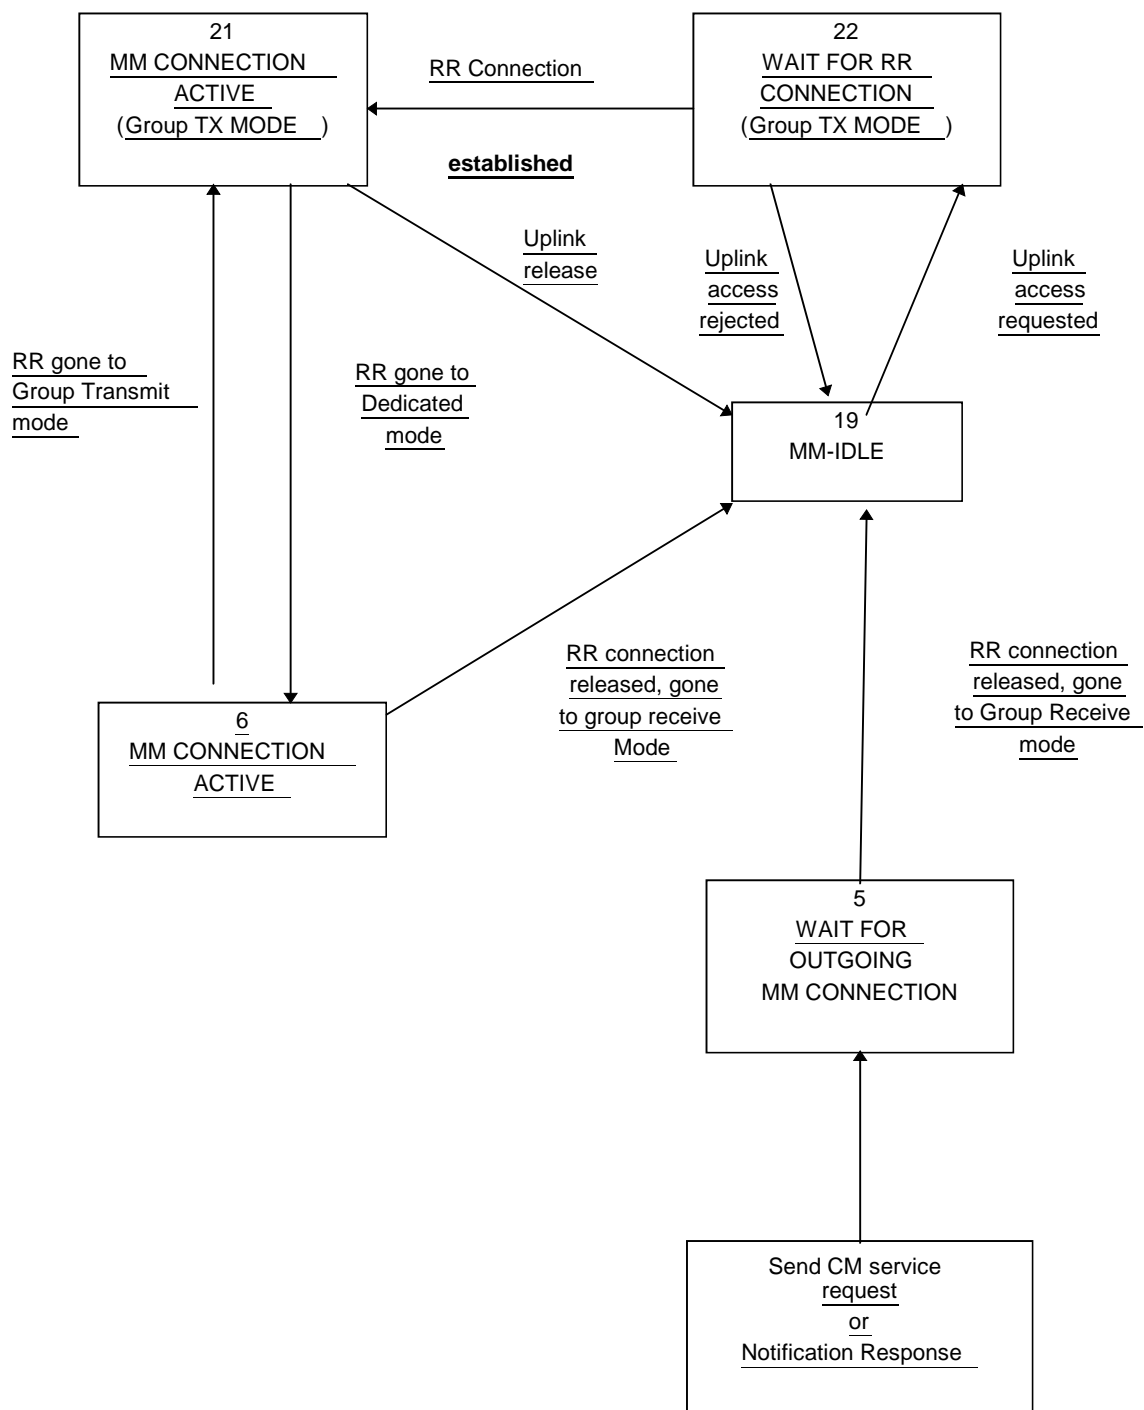 21
MM CONNECTION
ACTIVE
(Group TX MODE )
RR Connection
established
22
WAIT FOR RR
CONNECTION
(Group TX MODE )
Uplink
release
Uplink
access
rejected
Uplink
access
requested
RR gone to
Group Transmit
mode
RR gone to
Dedicated
mode
19
MM-IDLE
6
MM CONNECTION
ACTIVE
RR connection
released, gone
to group receive
Mode
RR connection
released, gone
to Group Receive
mode
5
WAIT FOR
OUTGOING
MM CONNECTION
Send CM service
request
or
Notification Response